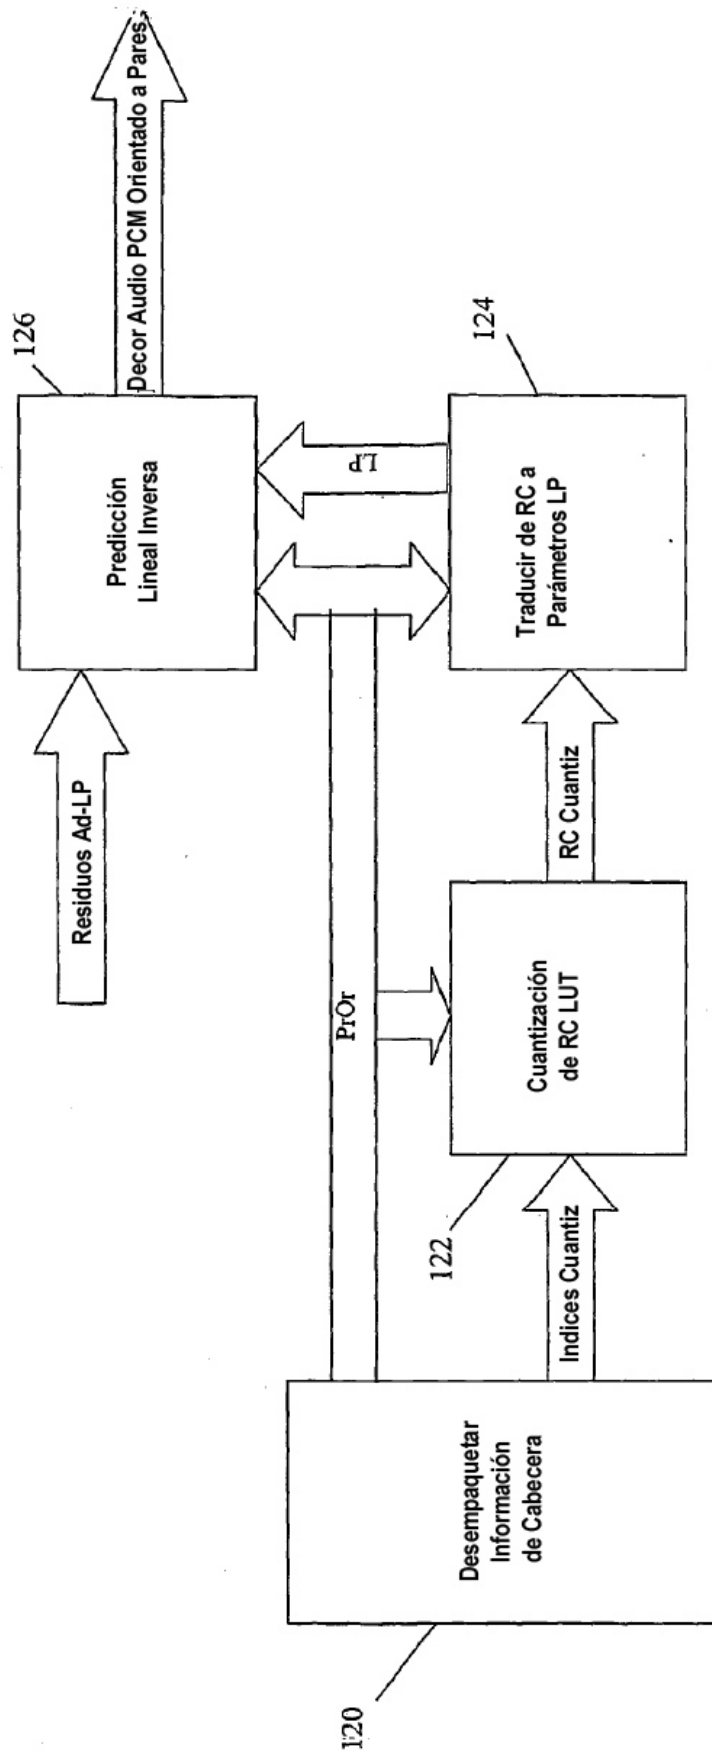 126
Decor Audio PCM Orientado a Pares
Predicción
Lineal Inversa
Residuos Ad-LP
LP
124
Traducir de RC a
Parámetros LP
PrOr
RC Cuantiz
Cuantización
de RC LUT
122
Indices Cuantiz
Desempaquetar
Información
de Cabecera
120